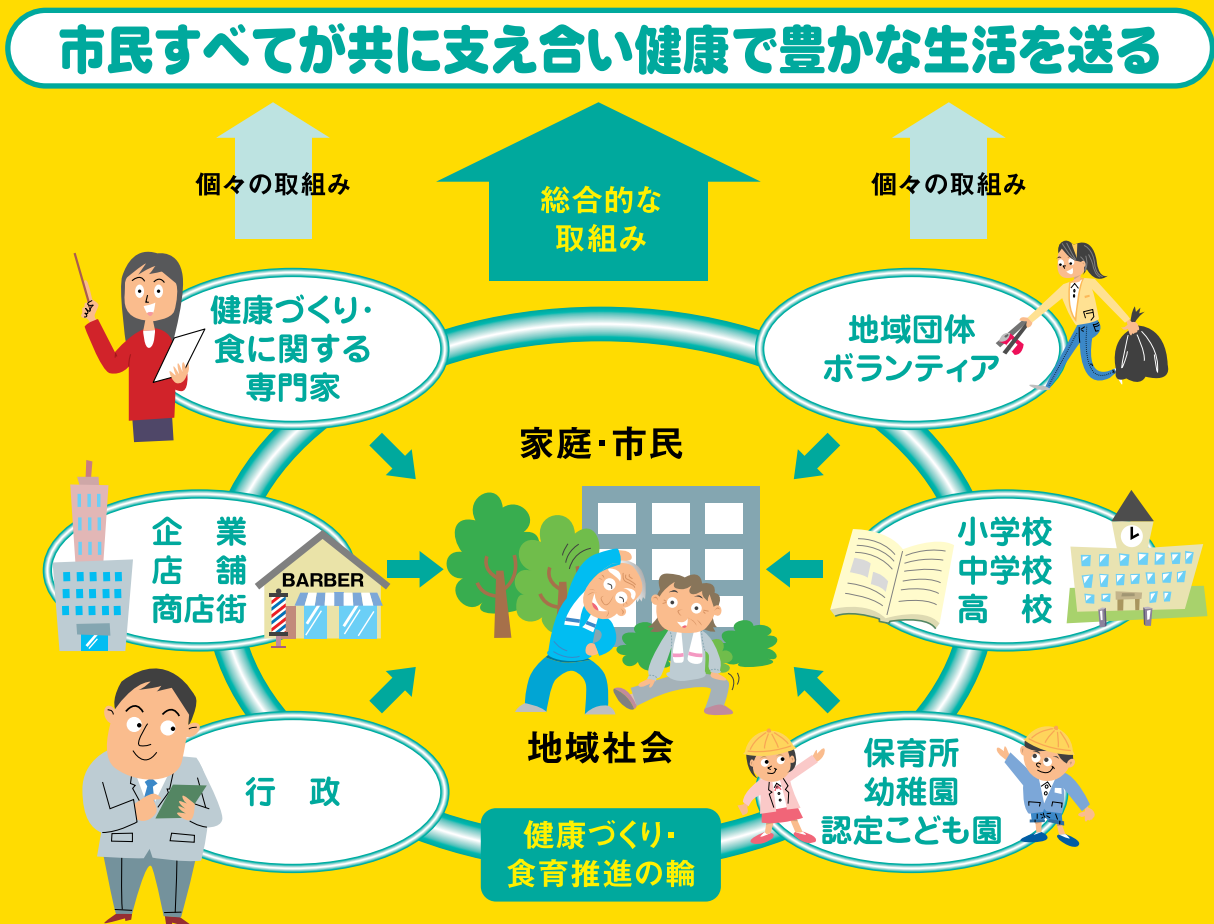 市民すべてが共に支え合い健康で豊かな生活を送る
個々の取組み
総合的な
取組み
個々の取組み
健康づくり・
食に関する
専門家
地域団体
ボランティア
家庭・市民
企　業
店　舗
商店街
BARBER
小学校
中学校
高　校
地域社会
行　政
保育所
幼稚園
認定こども園
健康づくり・
食育推進の輪